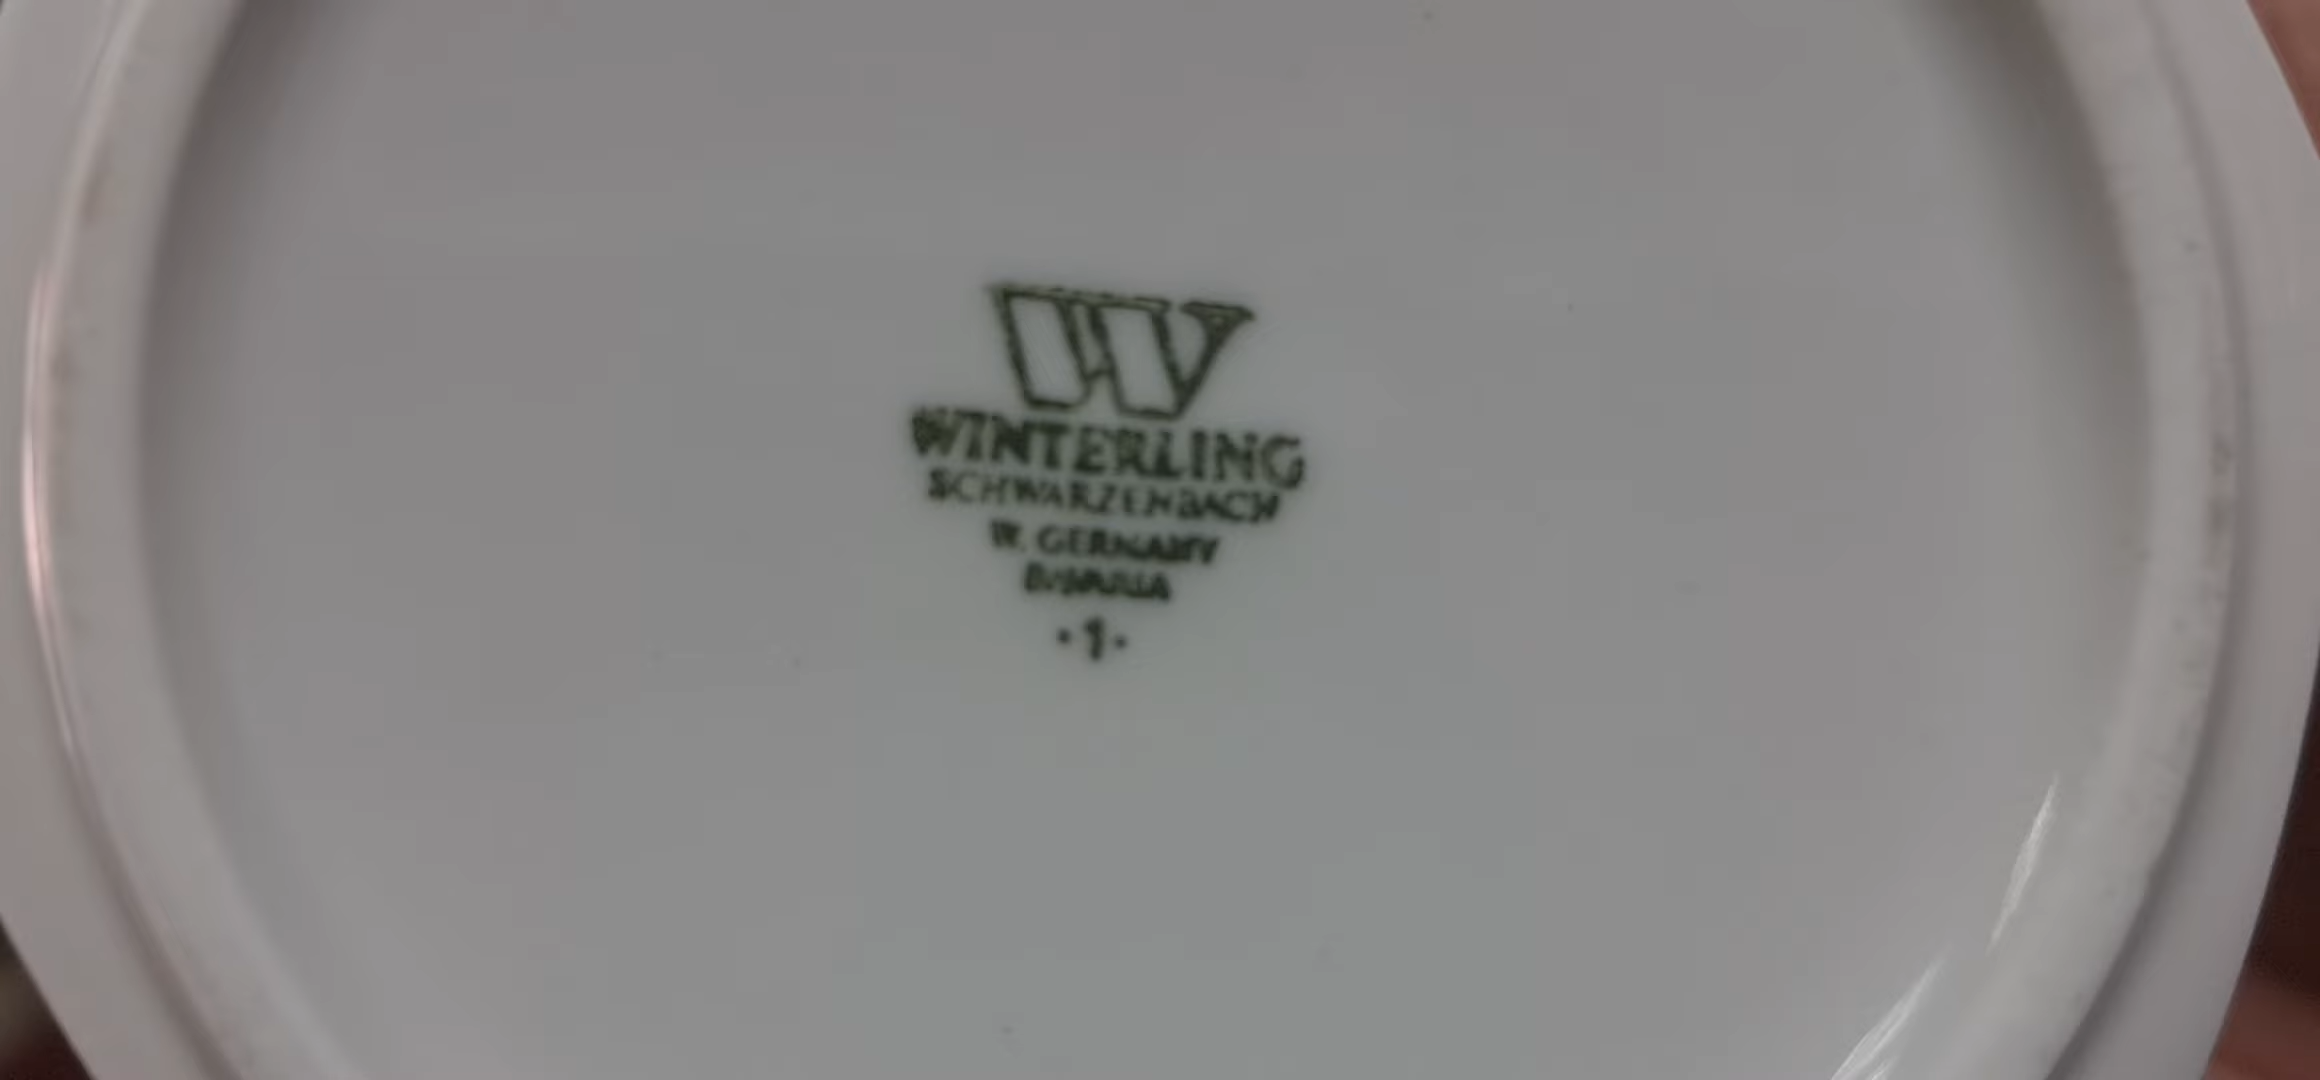 W
WINTERLING
SCHWARZENBACH
W. GERMANY
BAVARIA
· 1 ·